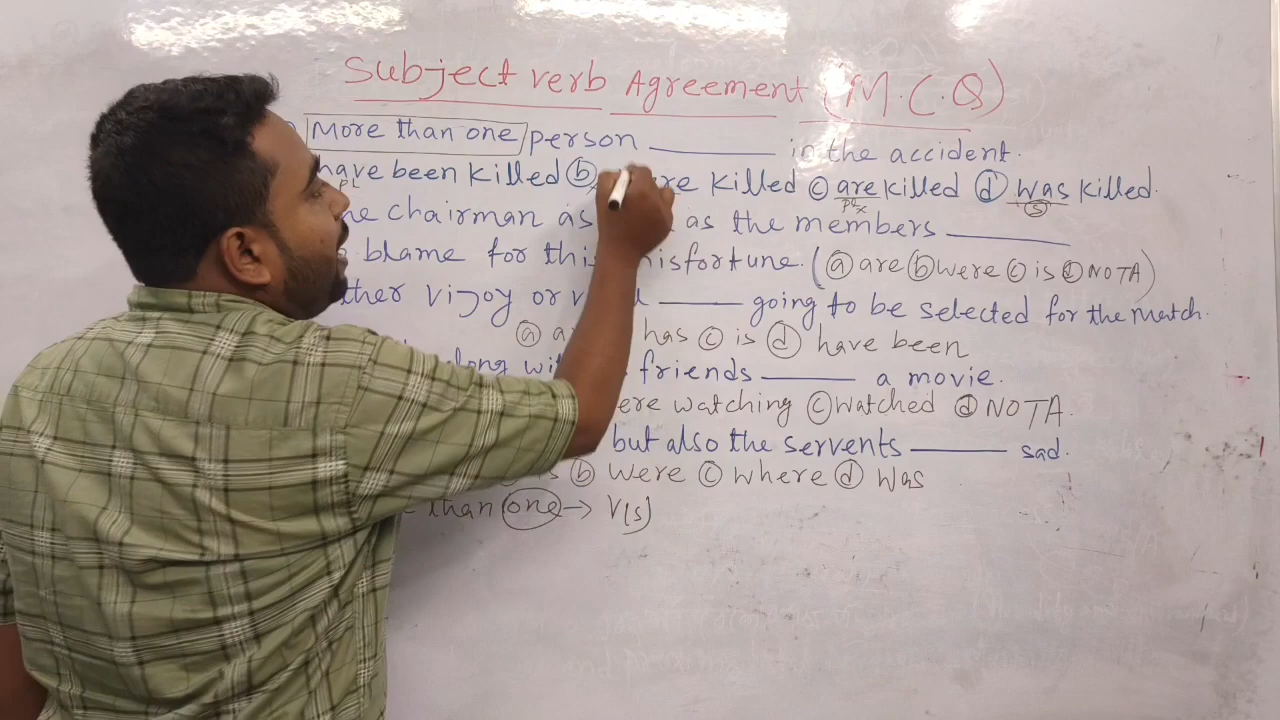 Subject verb Agreement (M.C.Q)
More than one person ______ in the accident.
have been killed ⓑ killed ⓒ are killed ⓓ was killed.
PL PL x (S)
chairman as as the members ______
blame for this misfortune. (ⓐ are ⓑ were ⓒ is ⓓ NOTA)
Vijoy or ______ going to be selected for the match.
ⓐ has ⓒ is ⓓ have been
along friends ______ a movie.
watching ⓒ watched ⓓ NOTA.
but also the servents ______ sad.
ⓑ were ⓒ where ⓓ was
than one → V(s)